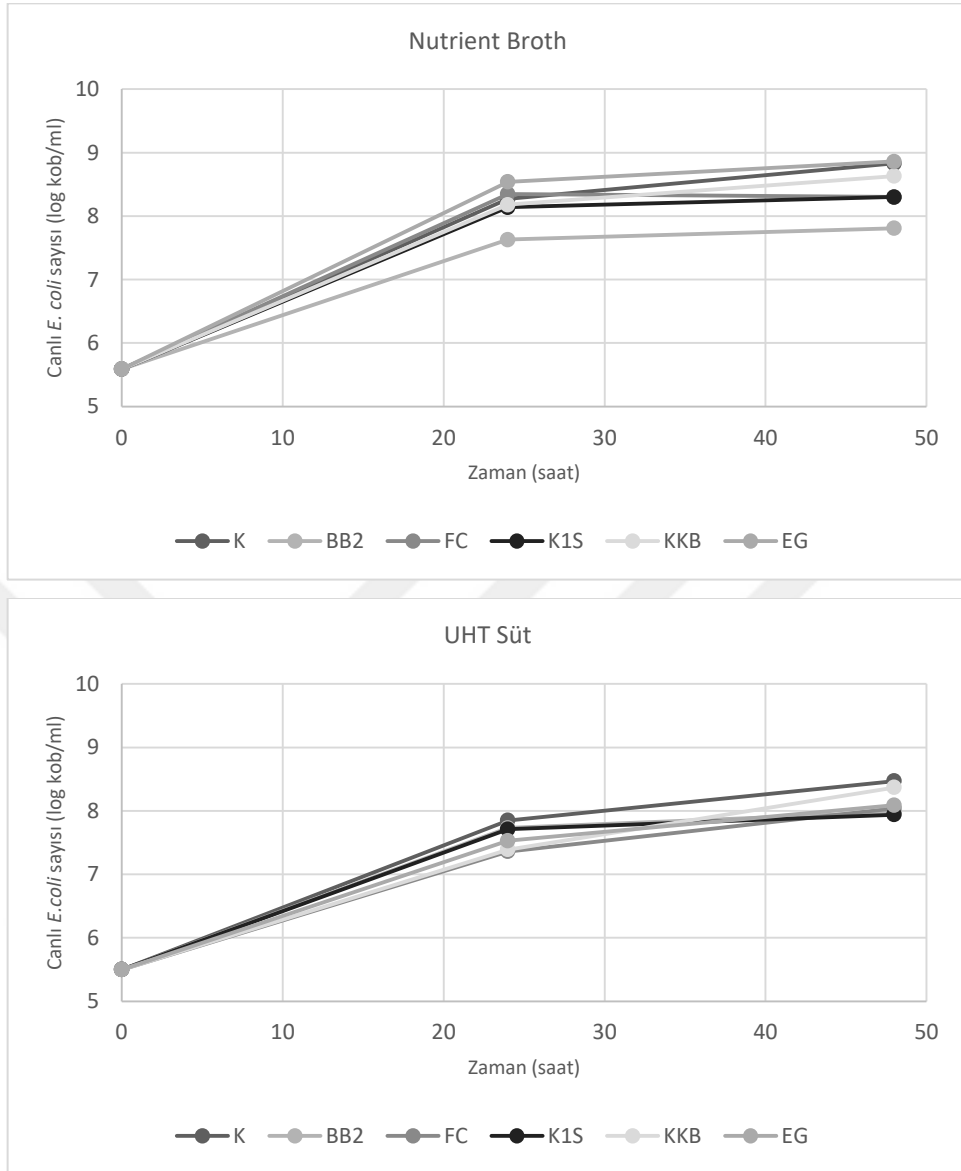 Nutrient Broth
Canlı E. coli sayısı (log kob/ml)
10
9
8
7
6
5
0 10 20 30 40 50
Zaman (saat)
K BB2 FC K1S KKB EG
UHT Süt
Canlı E.coli sayısı (log kob/ml)
10
9
8
7
6
5
0 10 20 30 40 50
Zaman (saat)
K BB2 FC K1S KKB EG